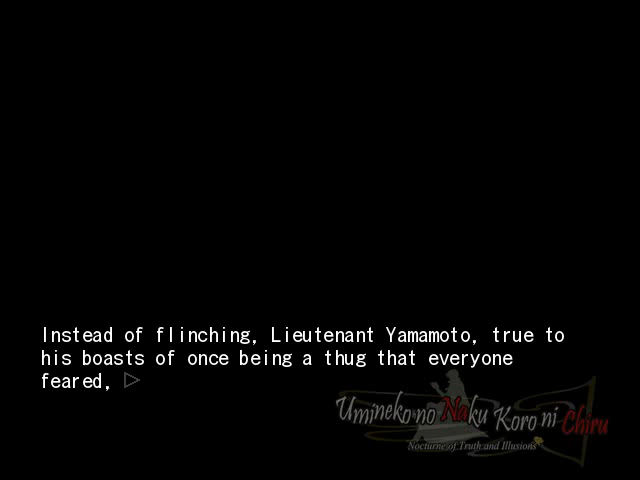 Instead of flinching, Lieutenant Yamamoto, true to
his boasts of once being a thug that everyone
feared,
Umineko no Naku Koro ni Chiru
Nocturne of Truth and Illusions